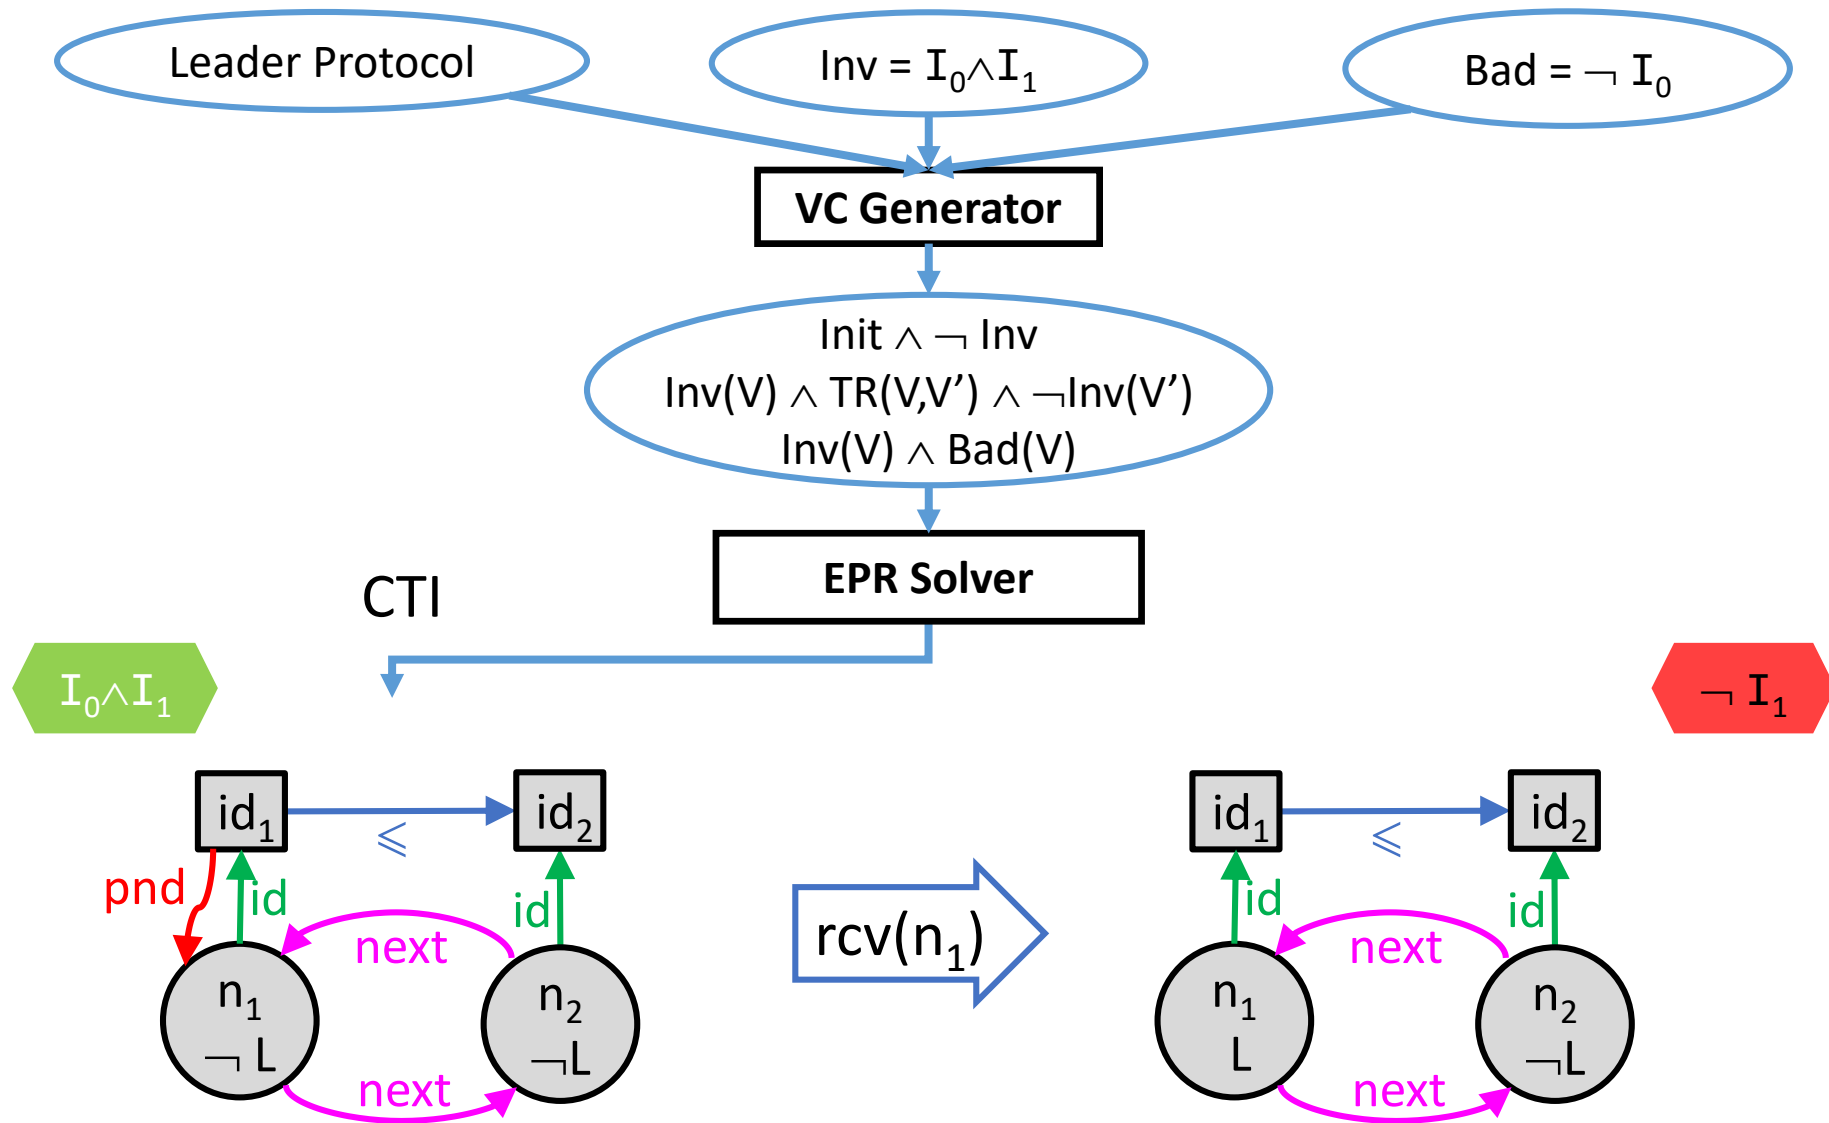 Leader Protocol
Inv = I₀∧I₁
Bad = ¬ I₀
VC Generator
Init ∧ ¬ Inv
Inv(V) ∧ TR(V,V’) ∧ ¬Inv(V’)
Inv(V) ∧ Bad(V)
EPR Solver
CTI
I₀∧I₁
¬ I₁
id₁
id₂
⩽
pnd
id
id
next
n₁
¬ L
n₂
¬L
next
rcv(n₁)
id₁
id₂
⩽
id
id
next
n₁
L
n₂
¬L
next